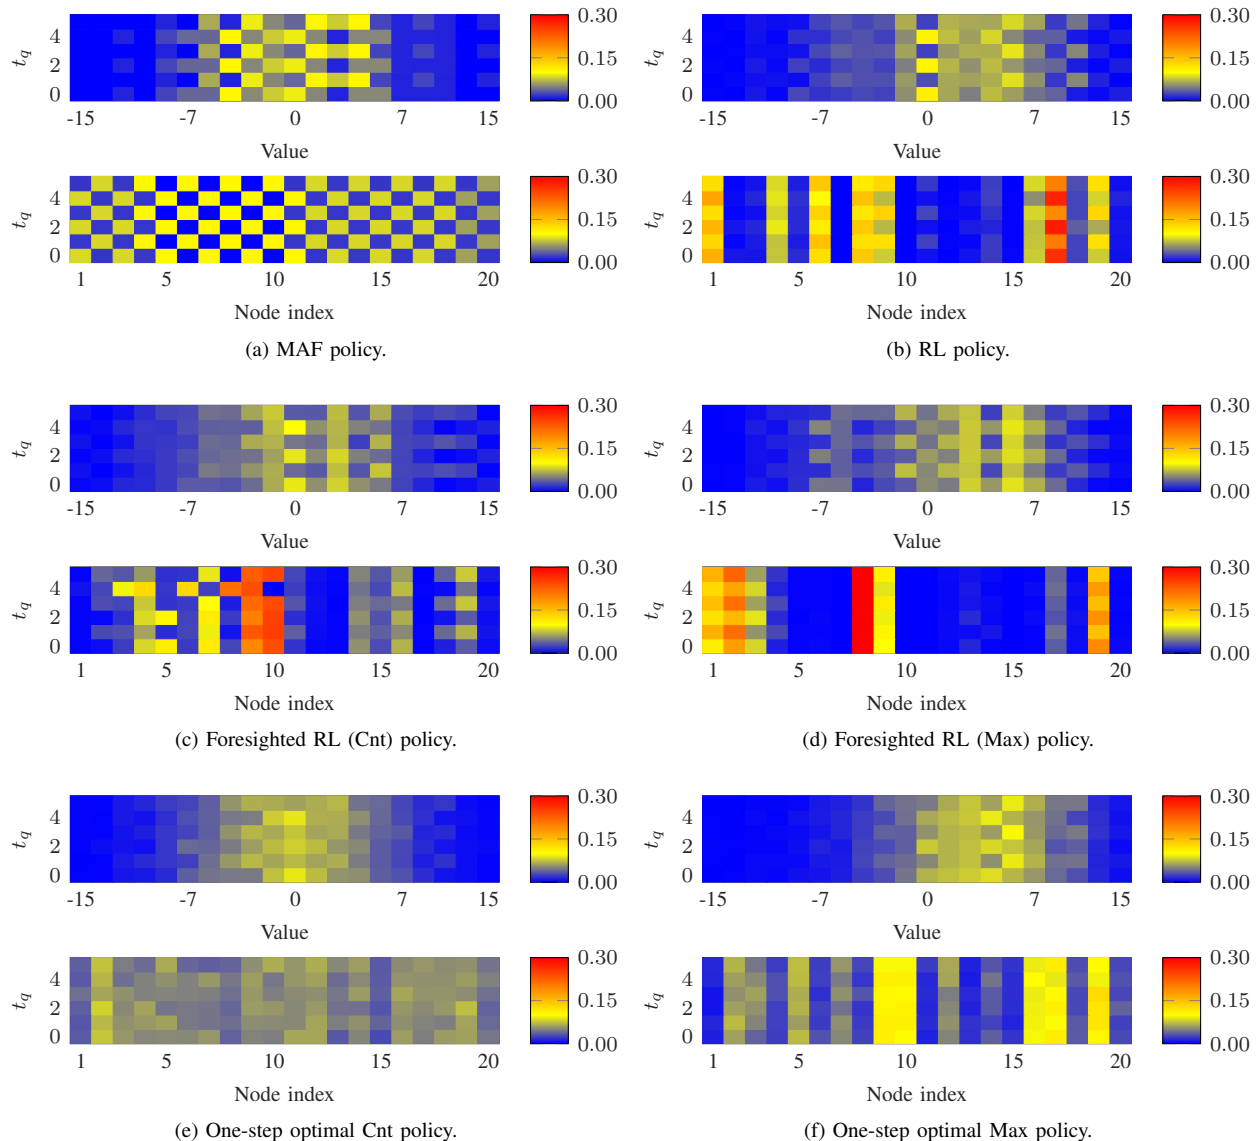 0.30
0.15
0.00
4
2
0
t_q
-15 -7 0 7 15
Value
0.30
0.15
0.00
4
2
0
t_q
1 5 10 15 20
Node index
(a) MAF policy.
0.30
0.15
0.00
4
2
0
t_q
-15 -7 0 7 15
Value
0.30
0.15
0.00
4
2
0
t_q
1 5 10 15 20
Node index
(b) RL policy.
0.30
0.15
0.00
4
2
0
t_q
-15 -7 0 7 15
Value
0.30
0.15
0.00
4
2
0
t_q
1 5 10 15 20
Node index
(c) Foresighted RL (Cnt) policy.
0.30
0.15
0.00
4
2
0
t_q
-15 -7 0 7 15
Value
0.30
0.15
0.00
4
2
0
t_q
1 5 10 15 20
Node index
(d) Foresighted RL (Max) policy.
0.30
0.15
0.00
4
2
0
t_q
-15 -7 0 7 15
Value
0.30
0.15
0.00
4
2
0
t_q
1 5 10 15 20
Node index
(e) One-step optimal Cnt policy.
0.30
0.15
0.00
4
2
0
t_q
-15 -7 0 7 15
Value
0.30
0.15
0.00
4
2
0
t_q
1 5 10 15 20
Node index
(f) One-step optimal Max policy.